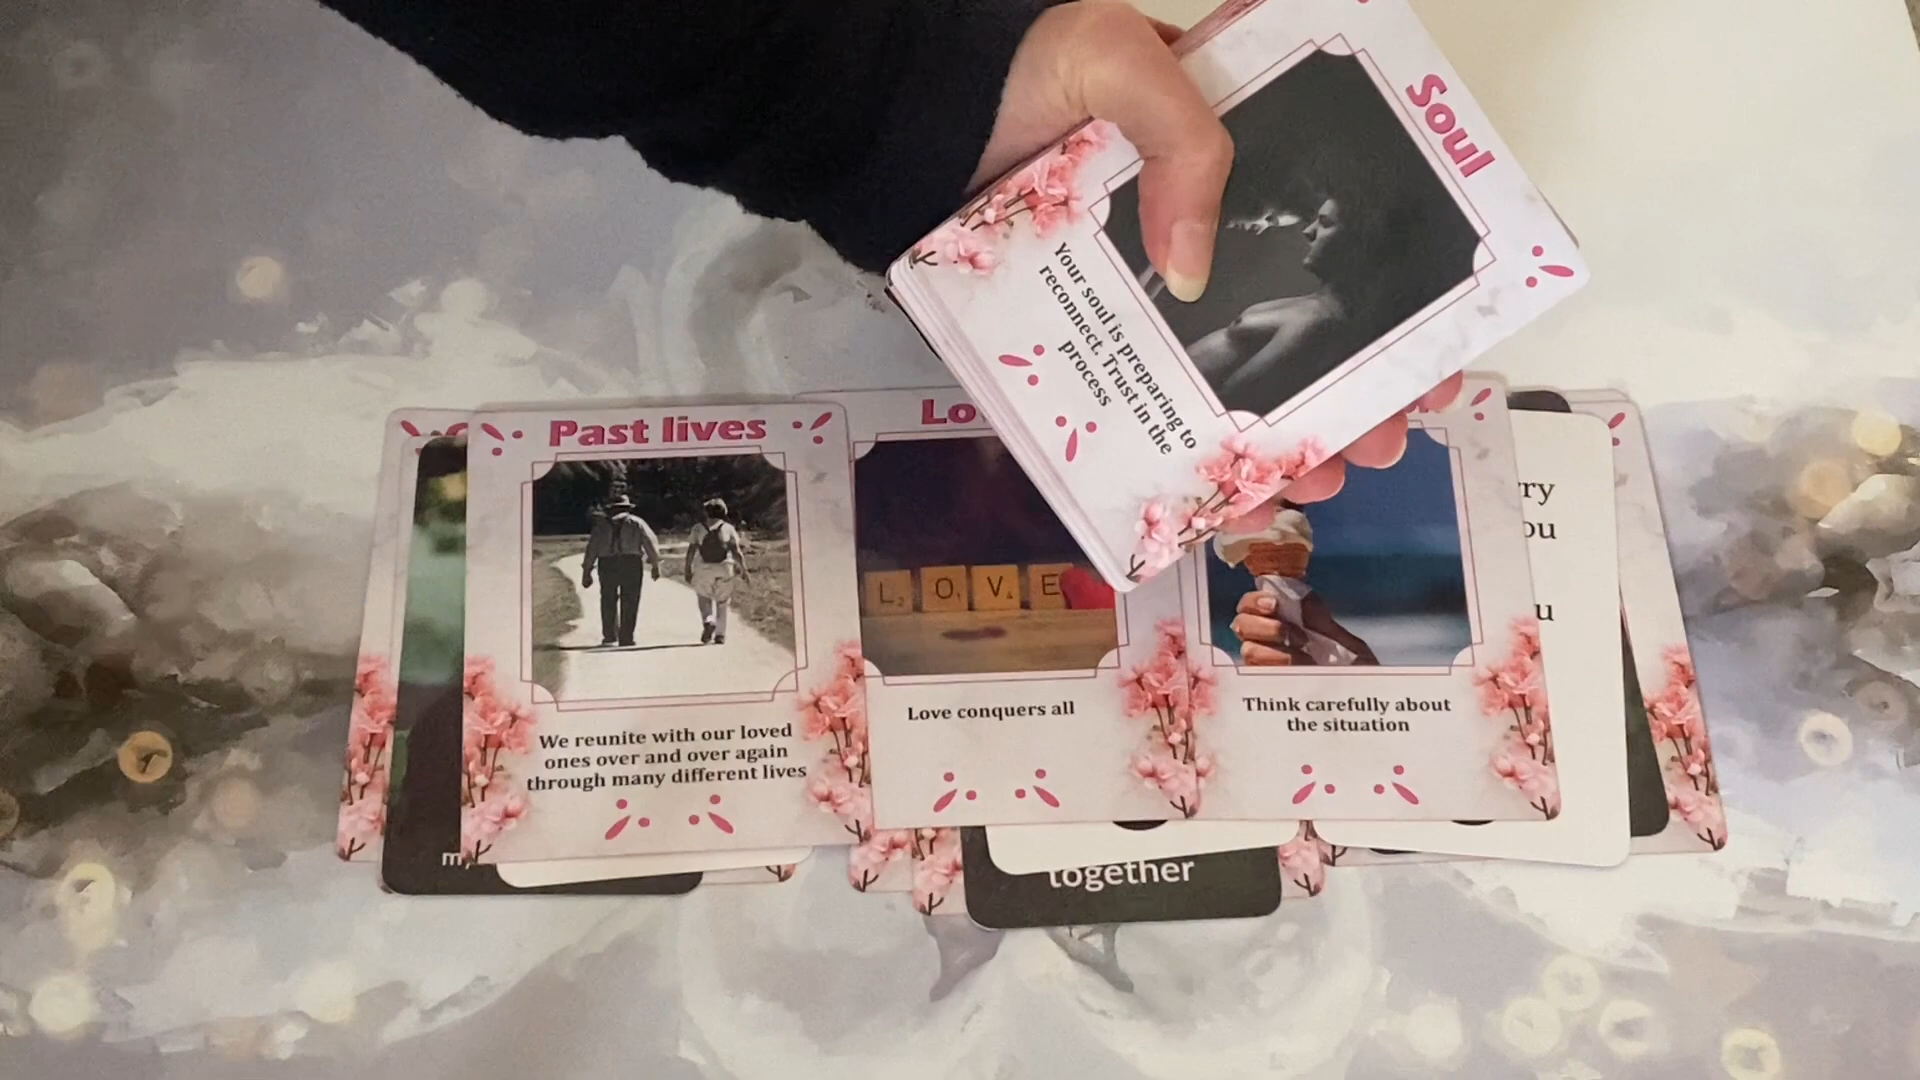 Soul
Your soul is preparing to
reconnect. Trust in the
process
Past lives
We reunite with our loved
ones over and over again
through many different lives
Lo
L O V E
Love conquers all
Think carefully about
the situation
together